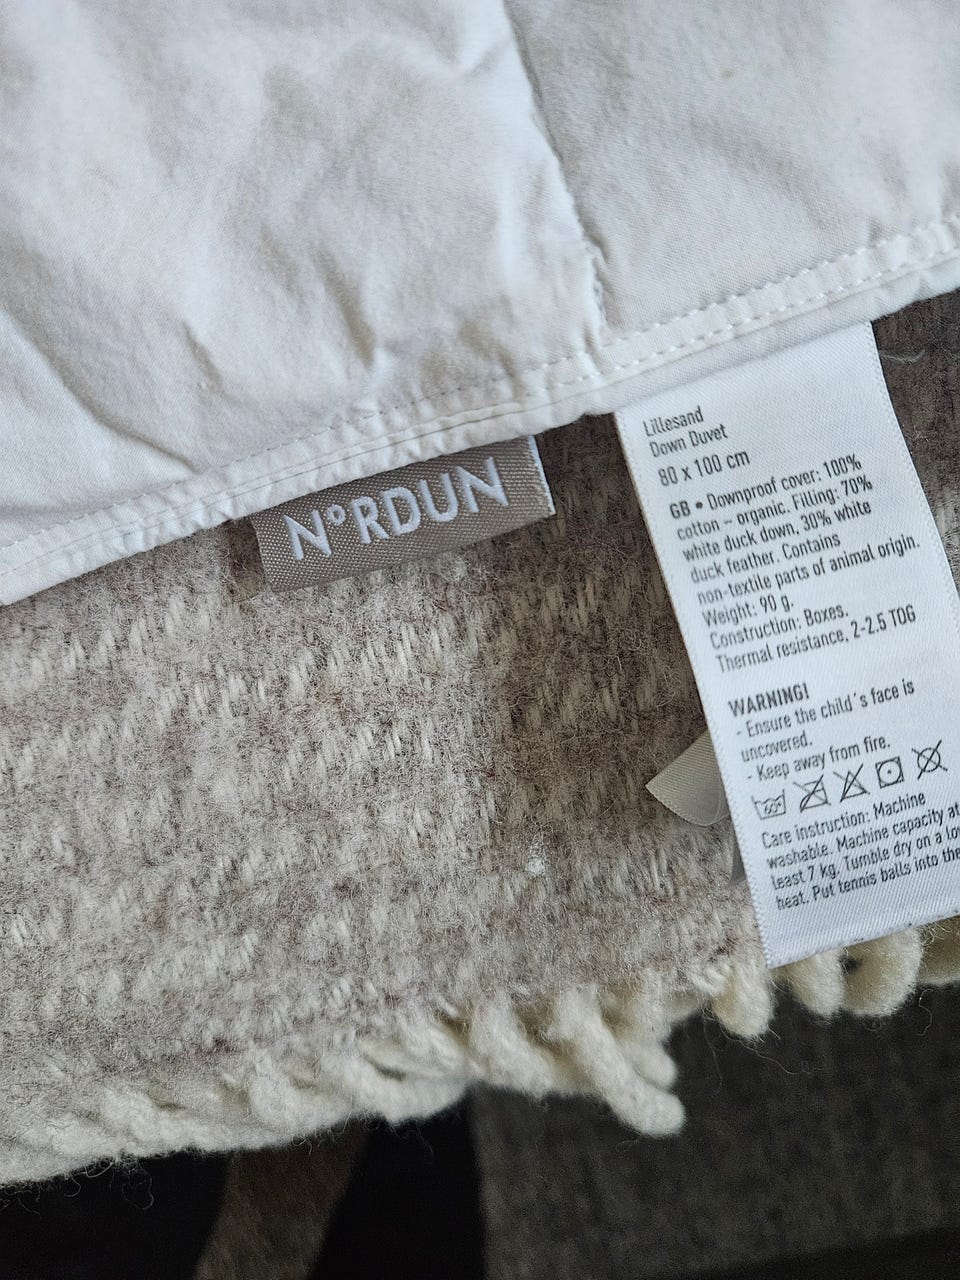 N°RDUN
Lillesand
Down Duvet
80 x 100 cm
GB • Downproof cover: 100%
cotton – organic. Filling: 70%
white duck down, 30% white
duck feather. Contains
non-textile parts of animal origin.
Weight: 90 g.
Construction: Boxes.
Thermal resistance. 2-2.5 TOG
WARNING!
- Ensure the child´s face is
uncovered.
- Keep away from fire.
Care instruction: Machine
washable. Machine capacity at
least 7 kg. Tumble dry on a
heat. Put tennis balls into